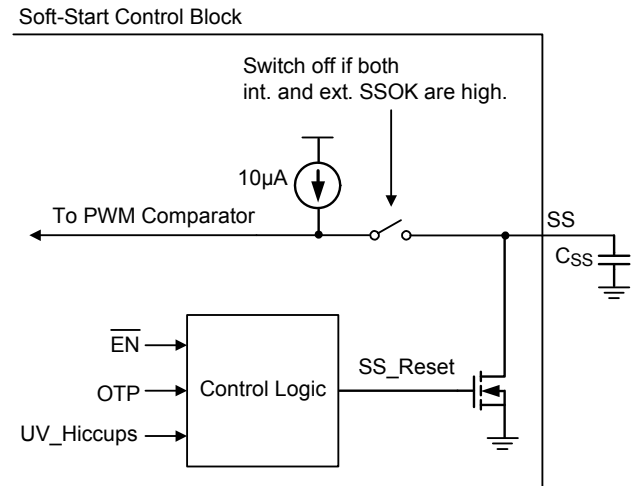 Soft-Start Control Block
Switch off if both
int. and ext. SSOK are high.
10µA
To PWM Comparator
SS
CSS
EN
OTP
UV_Hiccups
Control Logic
SS_Reset